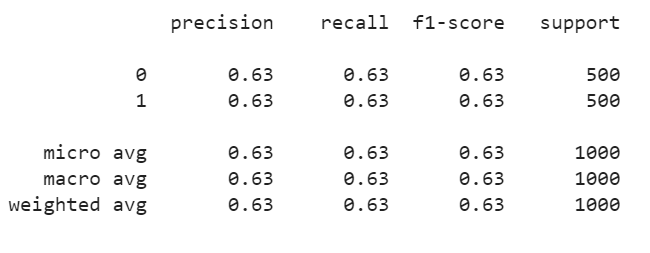 precision recall f1-score support
0 0.63 0.63 0.63 500
1 0.63 0.63 0.63 500
micro avg 0.63 0.63 0.63 1000
macro avg 0.63 0.63 0.63 1000
weighted avg 0.63 0.63 0.63 1000